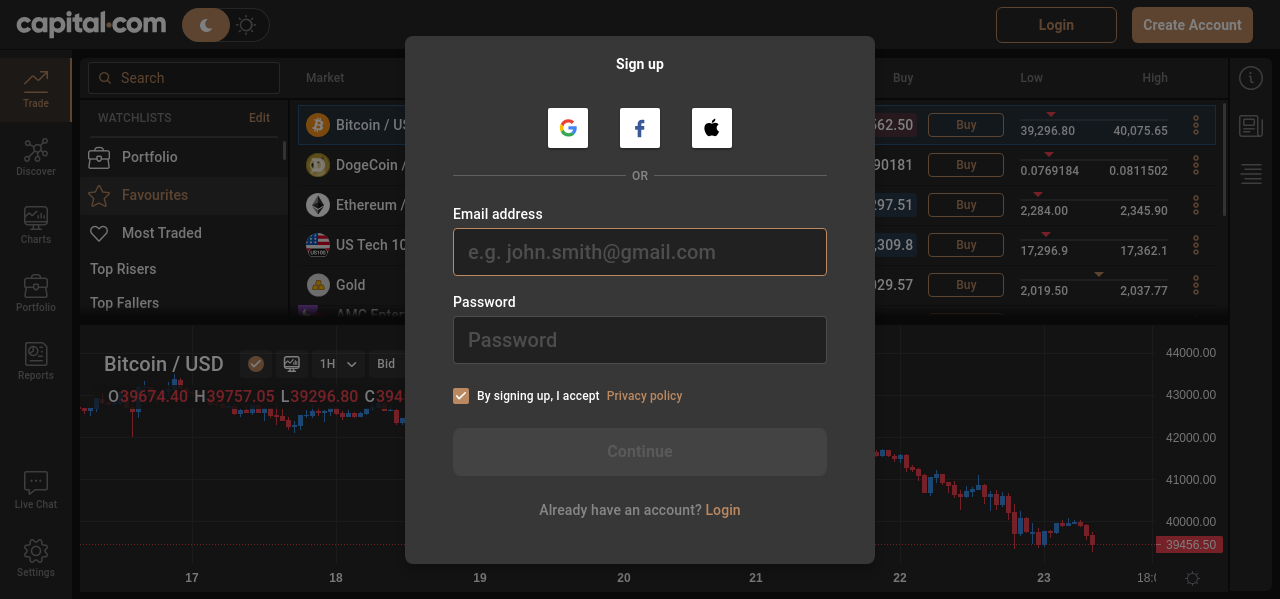 capital.com
Login
Create Account
Trade
Discover
Charts
Portfolio
Reports
Live Chat
Settings
Search
WATCHLISTS
Edit
Portfolio
Favourites
Most Traded
Top Risers
Top Fallers
Market
Buy
Low
High
Bitcoin / US
562.50
Buy
39,296.80
40,075.65
DogeCoin /
90181
Buy
0.0769184
0.0811502
Ethereum /
297.51
Buy
2,284.00
2,345.90
US100
US Tech 10
,309.8
Buy
17,296.9
17,362.1
Gold
029.57
Buy
2,019.50
2,037.77
AMC Enter
Sign up
OR
Email address
e.g. john.smith@gmail.com
Password
Password
By signing up, I accept Privacy policy
Continue
Already have an account? Login
Bitcoin / USD
1H
Bid
O39674.40 H39757.05 L39296.80 C394
44000.00
43000.00
42000.00
41000.00
40000.00
39456.50
17
18
19
20
21
22
23
18:0